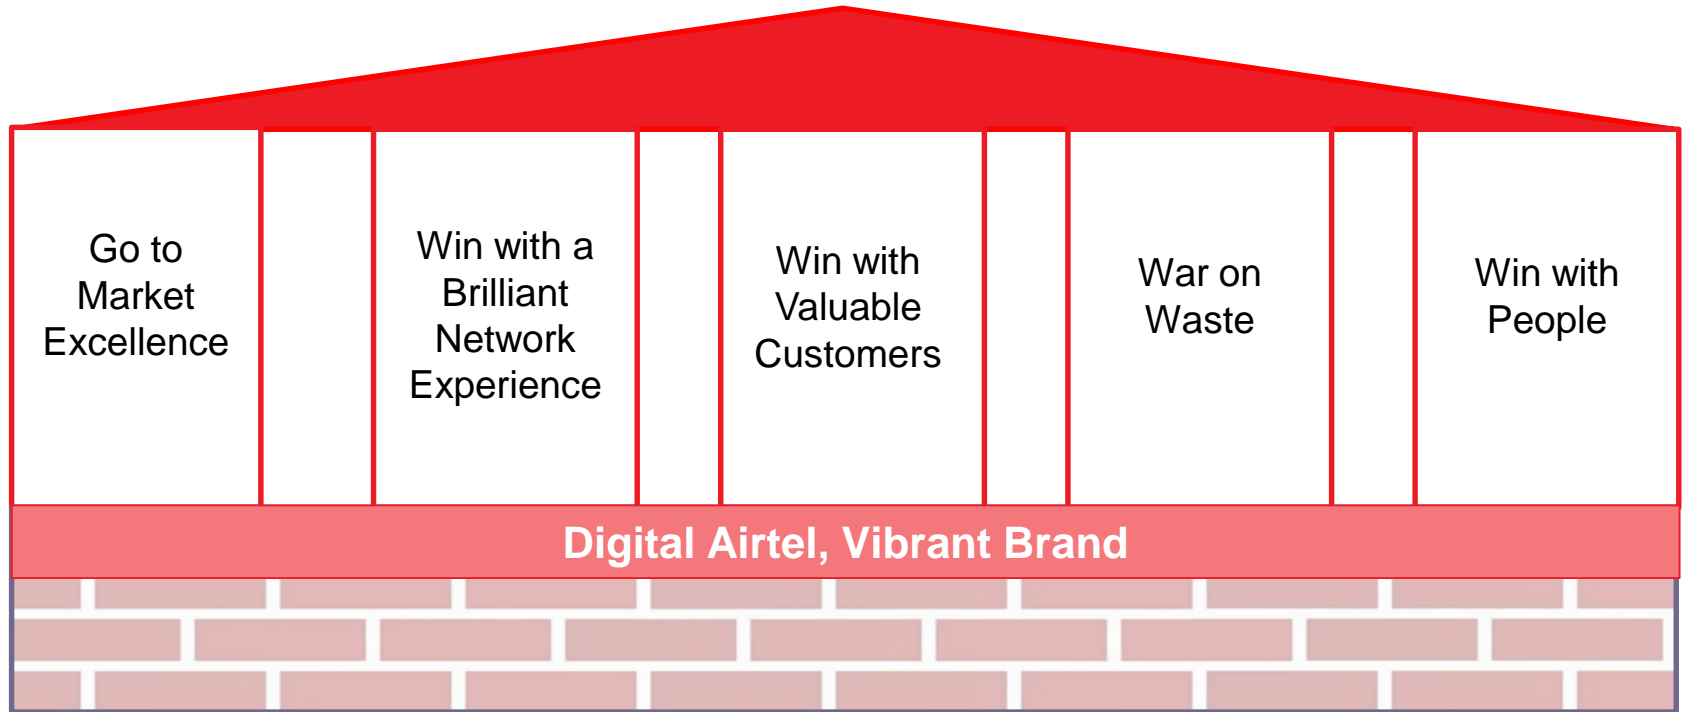 Go to
Market
Excellence
Win with a
Brilliant
Network
Experience
Win with
Valuable
Customers
War on
Waste
Win with
People
Digital Airtel, Vibrant Brand